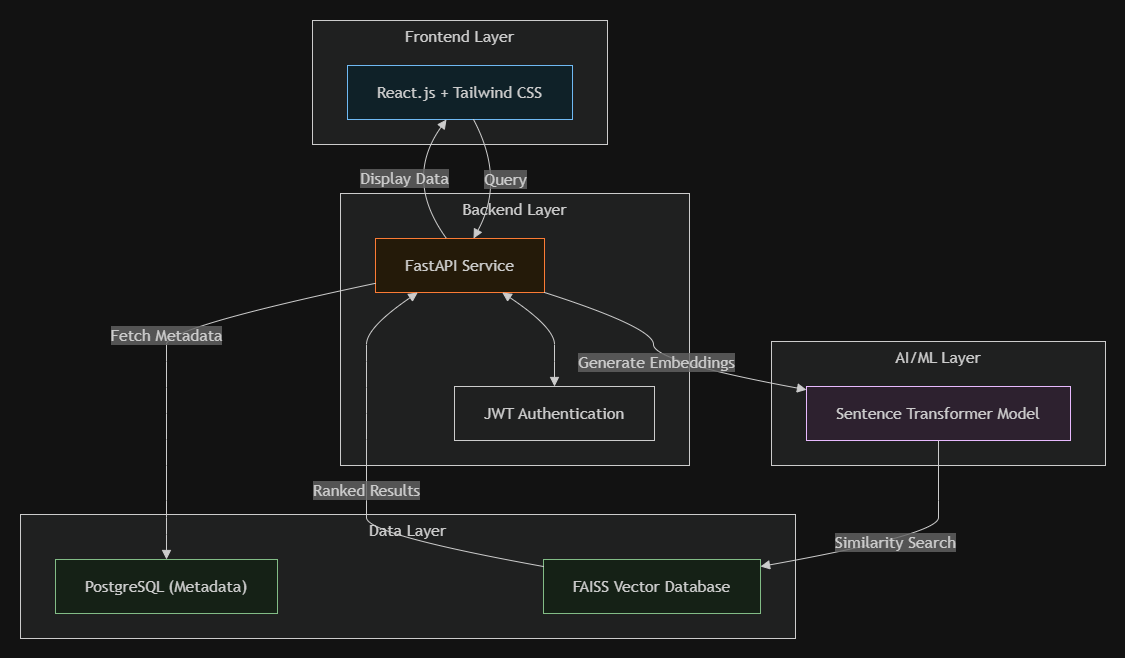 Frontend Layer
React.js + Tailwind CSS
Display Data
Query
Backend Layer
FastAPI Service
Fetch Metadata
Generate Embeddings
AI/ML Layer
JWT Authentication
Sentence Transformer Model
Ranked Results
Data Layer
Similarity Search
PostgreSQL (Metadata)
FAISS Vector Database